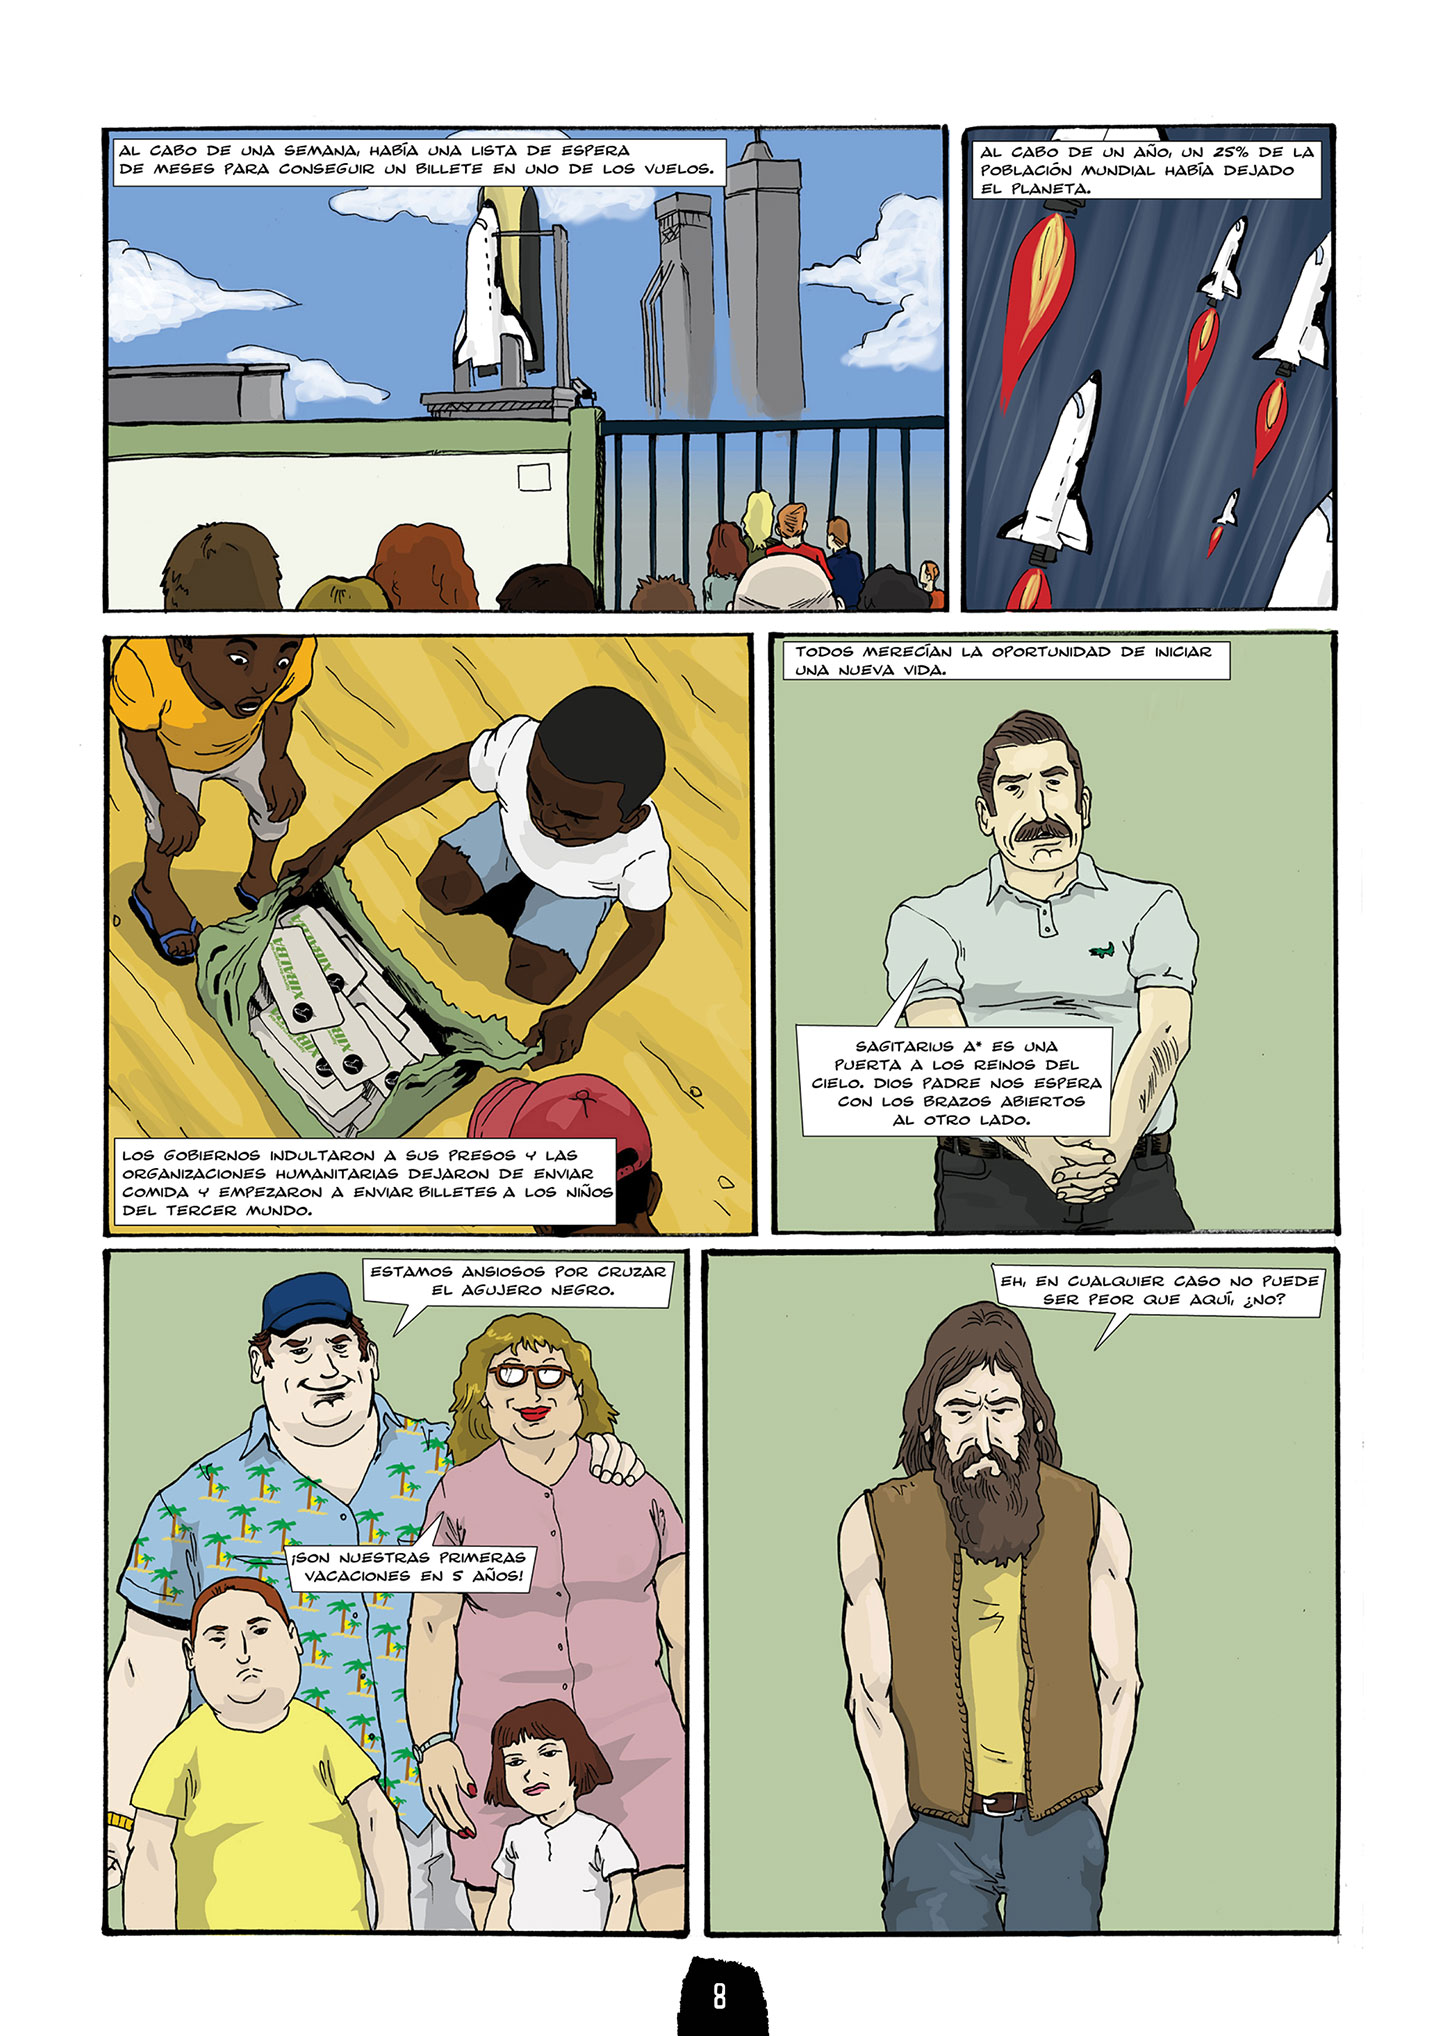 AL CABO DE UNA SEMANA, HABÍA UNA LISTA DE ESPERA
DE MESES PARA CONSEGUIR UN BILLETE EN UNO DE LOS VUELOS.
AL CABO DE UN AÑO, UN 25% DE LA
POBLACIÓN MUNDIAL HABÍA DEJADO
EL PLANETA.
XIBALBA
LOS GOBIERNOS INDULTARON A SUS PRESOS Y LAS
ORGANIZACIONES HUMANITARIAS DEJARON DE ENVIAR
COMIDA Y EMPEZARON A ENVIAR BILLETES A LOS NIÑOS
DEL TERCER MUNDO.
TODOS MERECÍAN LA OPORTUNIDAD DE INICIAR
UNA NUEVA VIDA.
SAGITARIUS A* ES UNA
PUERTA A LOS REINOS DEL
CIELO. DIOS PADRE NOS ESPERA
CON LOS BRAZOS ABIERTOS
AL OTRO LADO.
ESTAMOS ANSIOSOS POR CRUZAR
EL AGUJERO NEGRO.
¡SON NUESTRAS PRIMERAS
VACACIONES EN 5 AÑOS!
EH, EN CUALQUIER CASO NO PUEDE
SER PEOR QUE AQUÍ, ¿NO?
8